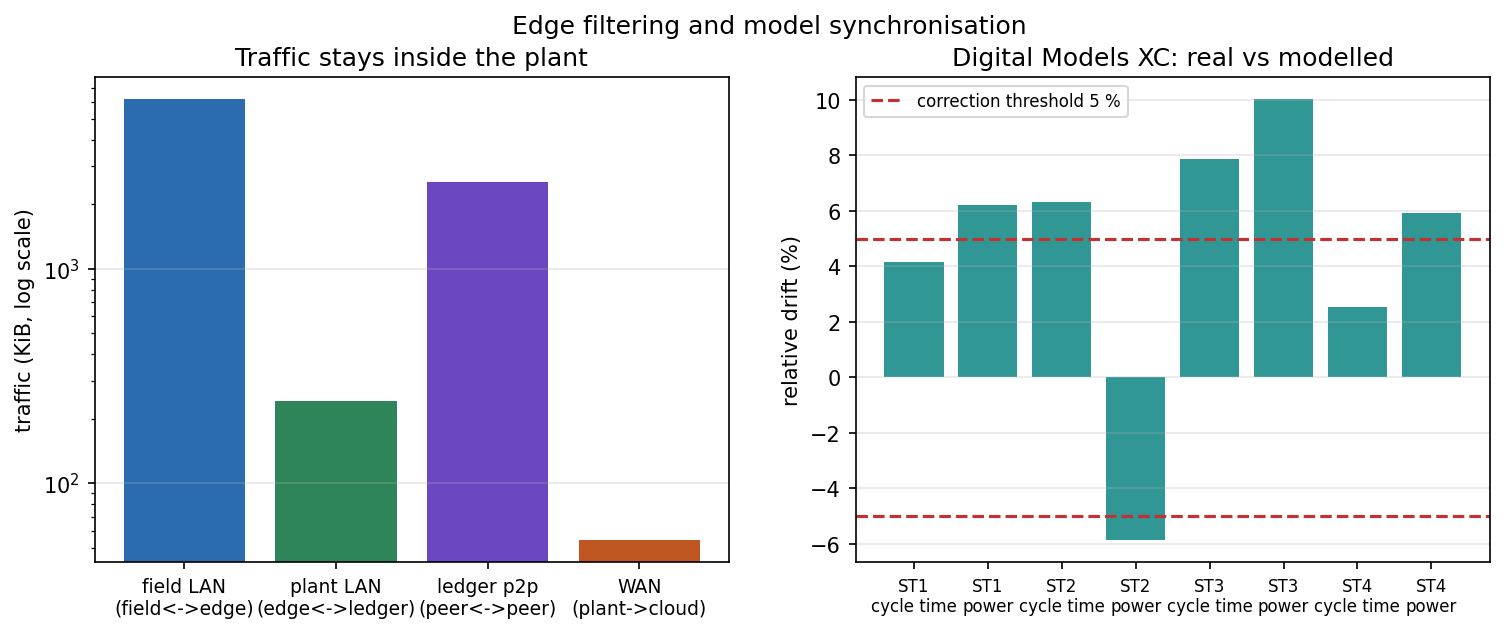 Edge filtering and model synchronisation
Traffic stays inside the plant
traffic (KiB, log scale)
10³
10²
field LAN
(field<->edge)
plant LAN
(edge<->ledger)
ledger p2p
(peer<->peer)
WAN
(plant->cloud)
Digital Models XC: real vs modelled
correction threshold 5 %
relative drift (%)
10
8
6
4
2
0
−2
−4
−6
ST1
cycle time
ST1
power
ST2
cycle time
ST2
power
ST3
cycle time
ST3
power
ST4
cycle time
ST4
power